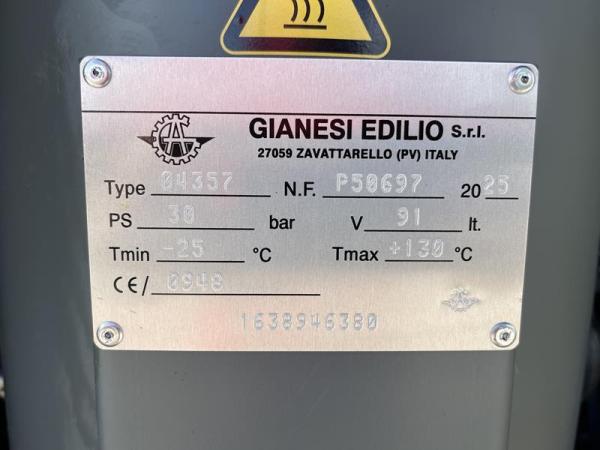 GIANESI EDILIO S.r.l.
27059 ZAVATTARELLO (PV) ITALY
Type 04357 N.F. P50697 2025
PS 30 bar V 91 lt.
Tmin -25 °C Tmax +130 °C
CE/ 0948
1638946380